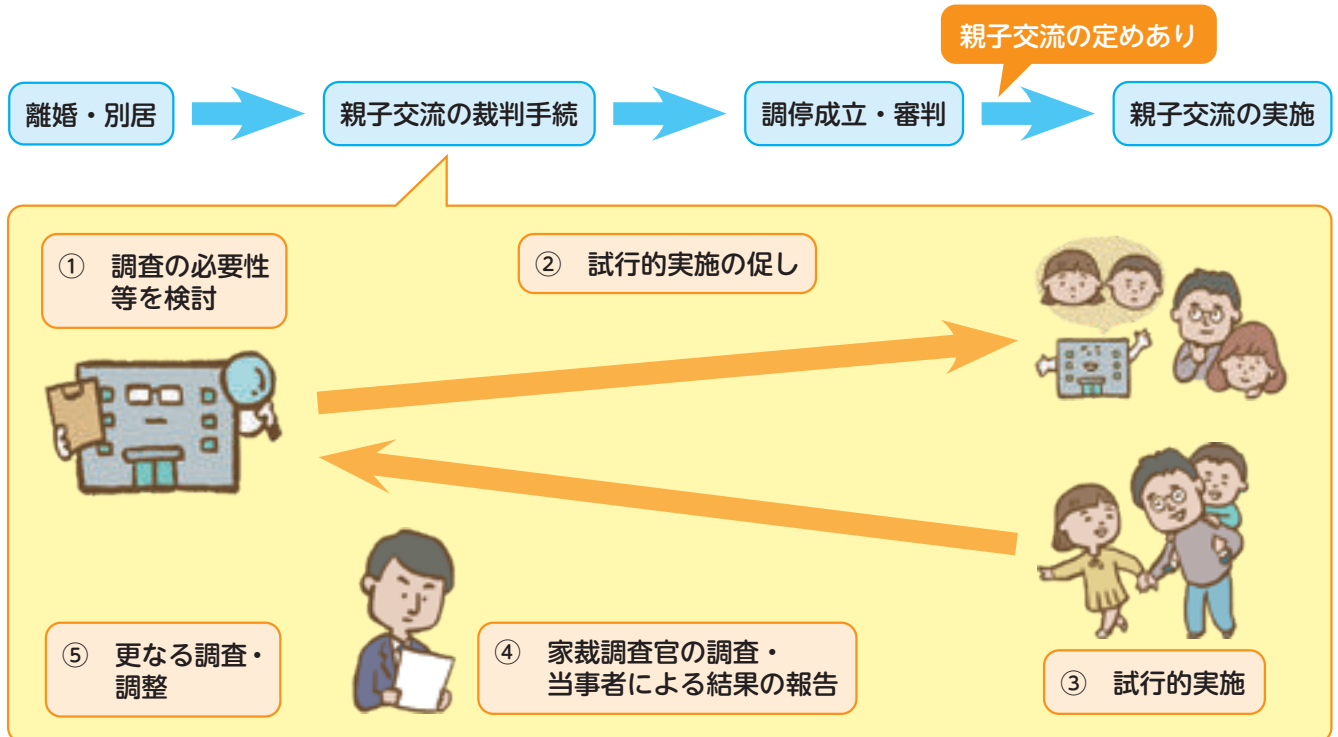 親子交流の定めあり
離婚・別居
親子交流の裁判手続
調停成立・審判
親子交流の実施
① 調査の必要性
等を検討
② 試行的実施の促し
③ 試行的実施
④ 家裁調査官の調査・
当事者による結果の報告
⑤ 更なる調査・
調整